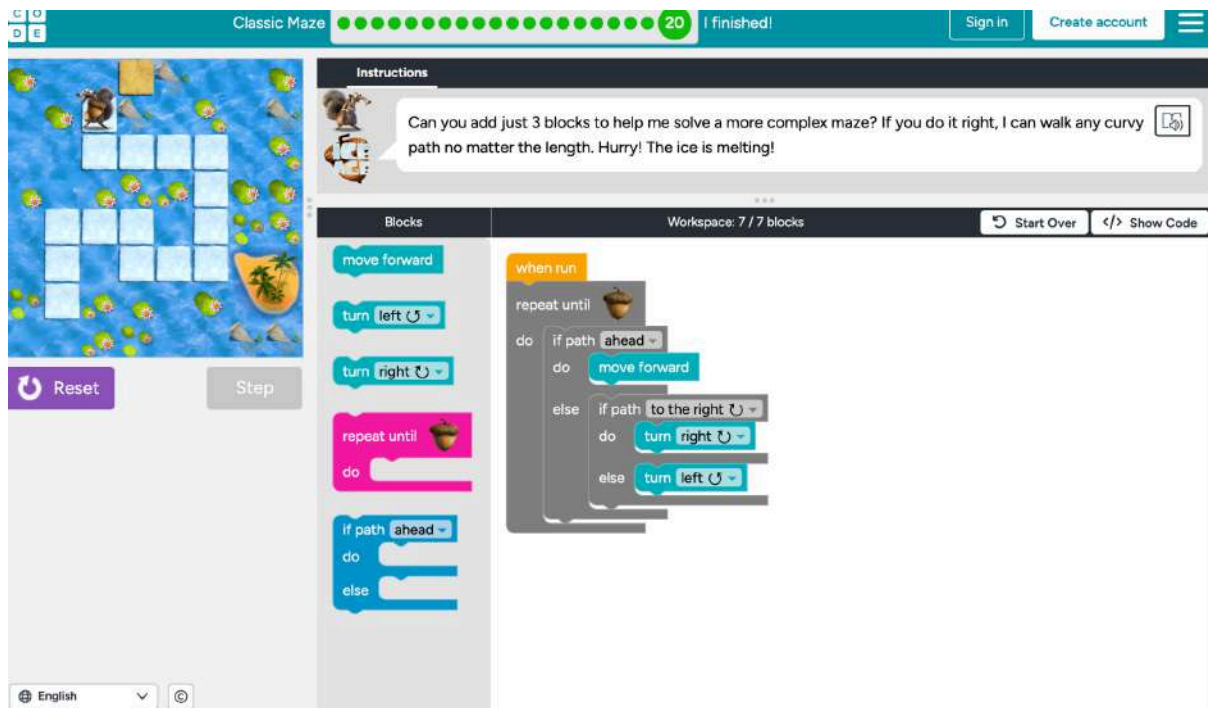 CO
DE
Classic Maze
20
I finished!
Sign in
Create account
Instructions
Can you add just 3 blocks to help me solve a more complex maze? If you do it right, I can walk any curvy
path no matter the length. Hurry! The ice is melting!
Blocks
Workspace: 7 / 7 blocks
Start Over
</> Show Code
move forward
turn left
turn right
repeat until
do
if path ahead
do
else
when run
repeat until
do if path ahead
do move forward
else if path to the right
do turn right
else turn left
Reset
Step
English
©